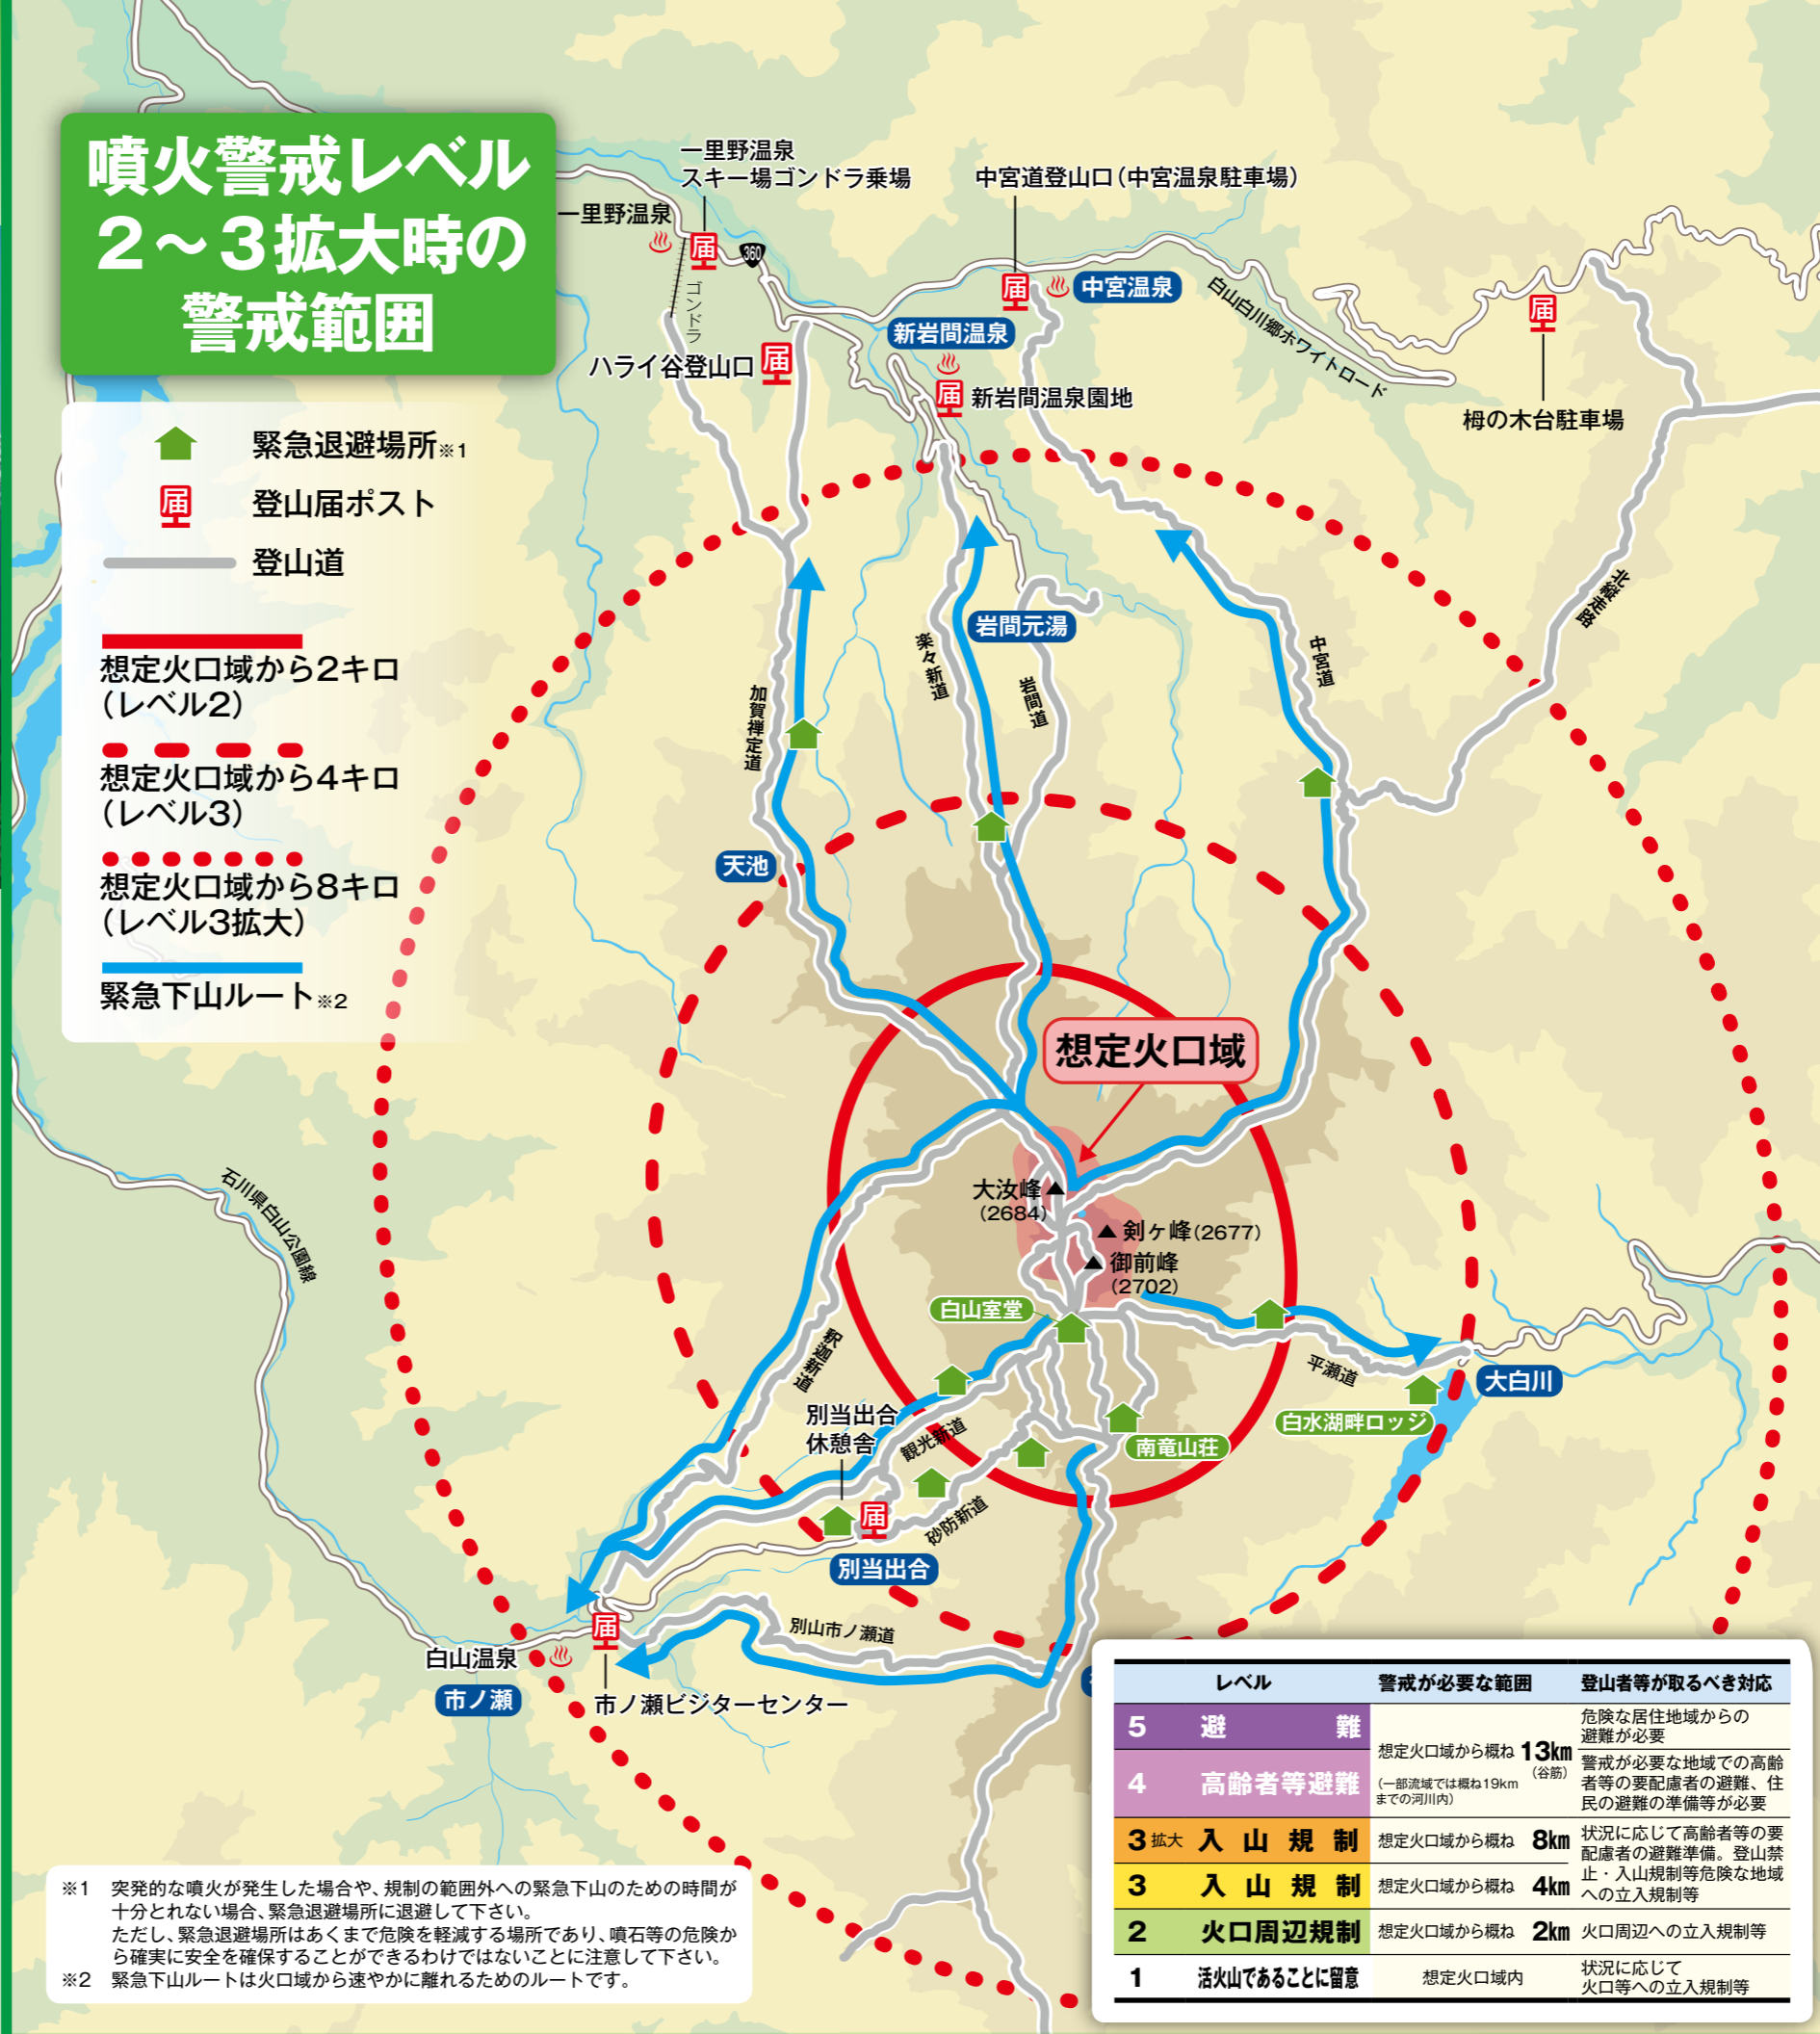 噴火警戒レベル
２～３拡大時の
警戒範囲
緊急退避場所※1
届
登山届ポスト
登山道
想定火口域から2キロ
（レベル2）
想定火口域から4キロ
（レベル3）
想定火口域から8キロ
（レベル3拡大）
緊急下山ルート※2
一里野温泉
スキー場ゴンドラ乗場
一里野温泉
届
360
ゴンドラ
ハライ谷登山口
届
中宮道登山口（中宮温泉駐車場）
届
中宮温泉
新岩間温泉
届
新岩間温泉園地
白山白川郷ホワイトロード
届
栂の木台駐車場
北縦走路
中宮道
岩間元湯
楽々新道
岩間道
加賀禅定道
天池
想定火口域
大汝峰
（2684）
剣ヶ峰（2677）
御前峰
（2702）
白山室堂
釈迦新道
平瀬道
大白川
白水湖畔ロッジ
南竜山荘
別当出合
休憩舎
観光新道
届
砂防新道
別当出合
石川県白山公園線
別山市ノ瀬道
白山温泉
市ノ瀬
届
市ノ瀬ビジターセンター
レベル 警戒が必要な範囲 登山者等が取るべき対応
5 避難 危険な居住地域からの
避難が必要
想定火口域から概ね 13km
（谷筋）
（一部流域では概ね19km
までの河川内）
4 高齢者等避難 警戒が必要な地域での高齢
者等の要配慮者の避難、住
民の避難の準備等が必要
3 拡大 入山規制 想定火口域から概ね 8km
3 入山規制 想定火口域から概ね 4km
状況に応じて高齢者等の要
配慮者の避難準備。登山禁
止・入山規制等危険な地域
への立入規制等
2 火口周辺規制 想定火口域から概ね 2km 火口周辺への立入規制等
1 活火山であることに留意 想定火口域内 状況に応じて
火口等への立入規制等
※1 突発的な噴火が発生した場合や、規制の範囲外への緊急下山のための時間が
十分とれない場合、緊急退避場所に退避して下さい。
ただし、緊急退避場所はあくまで危険を軽減する場所であり、噴石等の危険か
ら確実に安全を確保することができるわけではないことに注意して下さい。
※2 緊急下山ルートは火口域から速やかに離れるためのルートです。